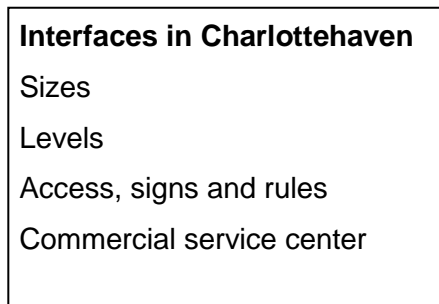 Interfaces in Charlottehaven
Sizes
Levels
Access, signs and rules
Commercial service center